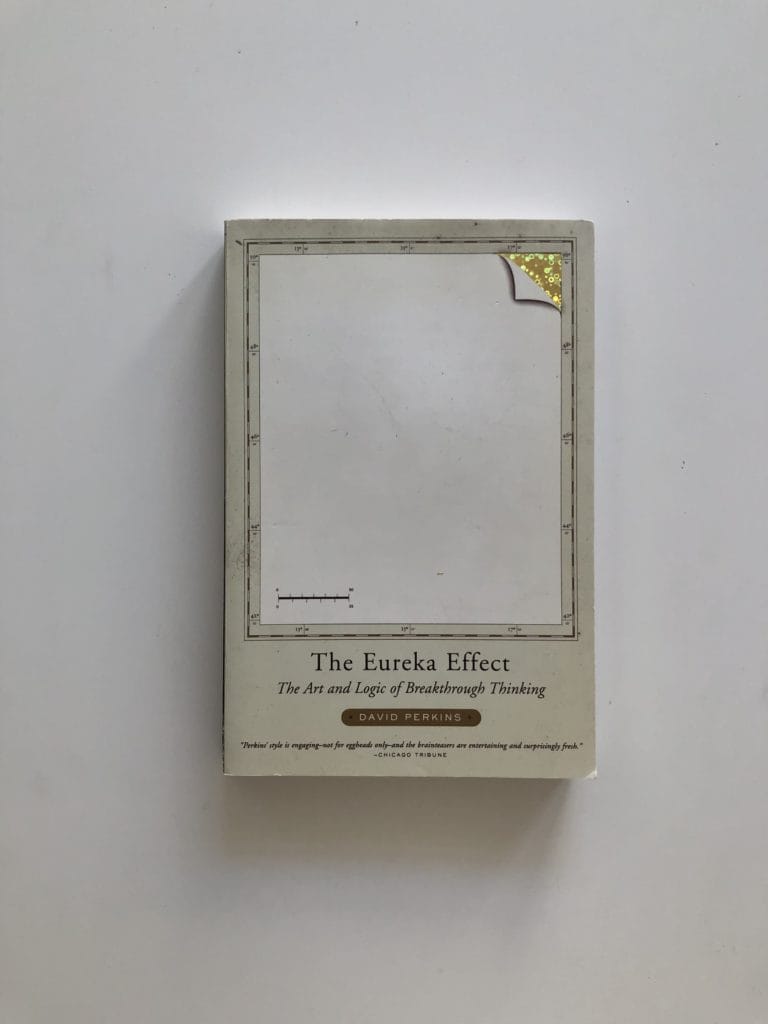 The Eureka Effect
The Art and Logic of Breakthrough Thinking
DAVID PERKINS
"Perkins' style is engaging–not for eggheads only–and the brainteasers are entertaining and surprisingly fresh."
–CHICAGO TRIBUNE